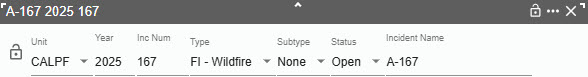 A-167 2025 167
Unit Year Inc Num Type Subtype Status Incident Name
CALPF 2025 167 FI - Wildfire None Open A-167